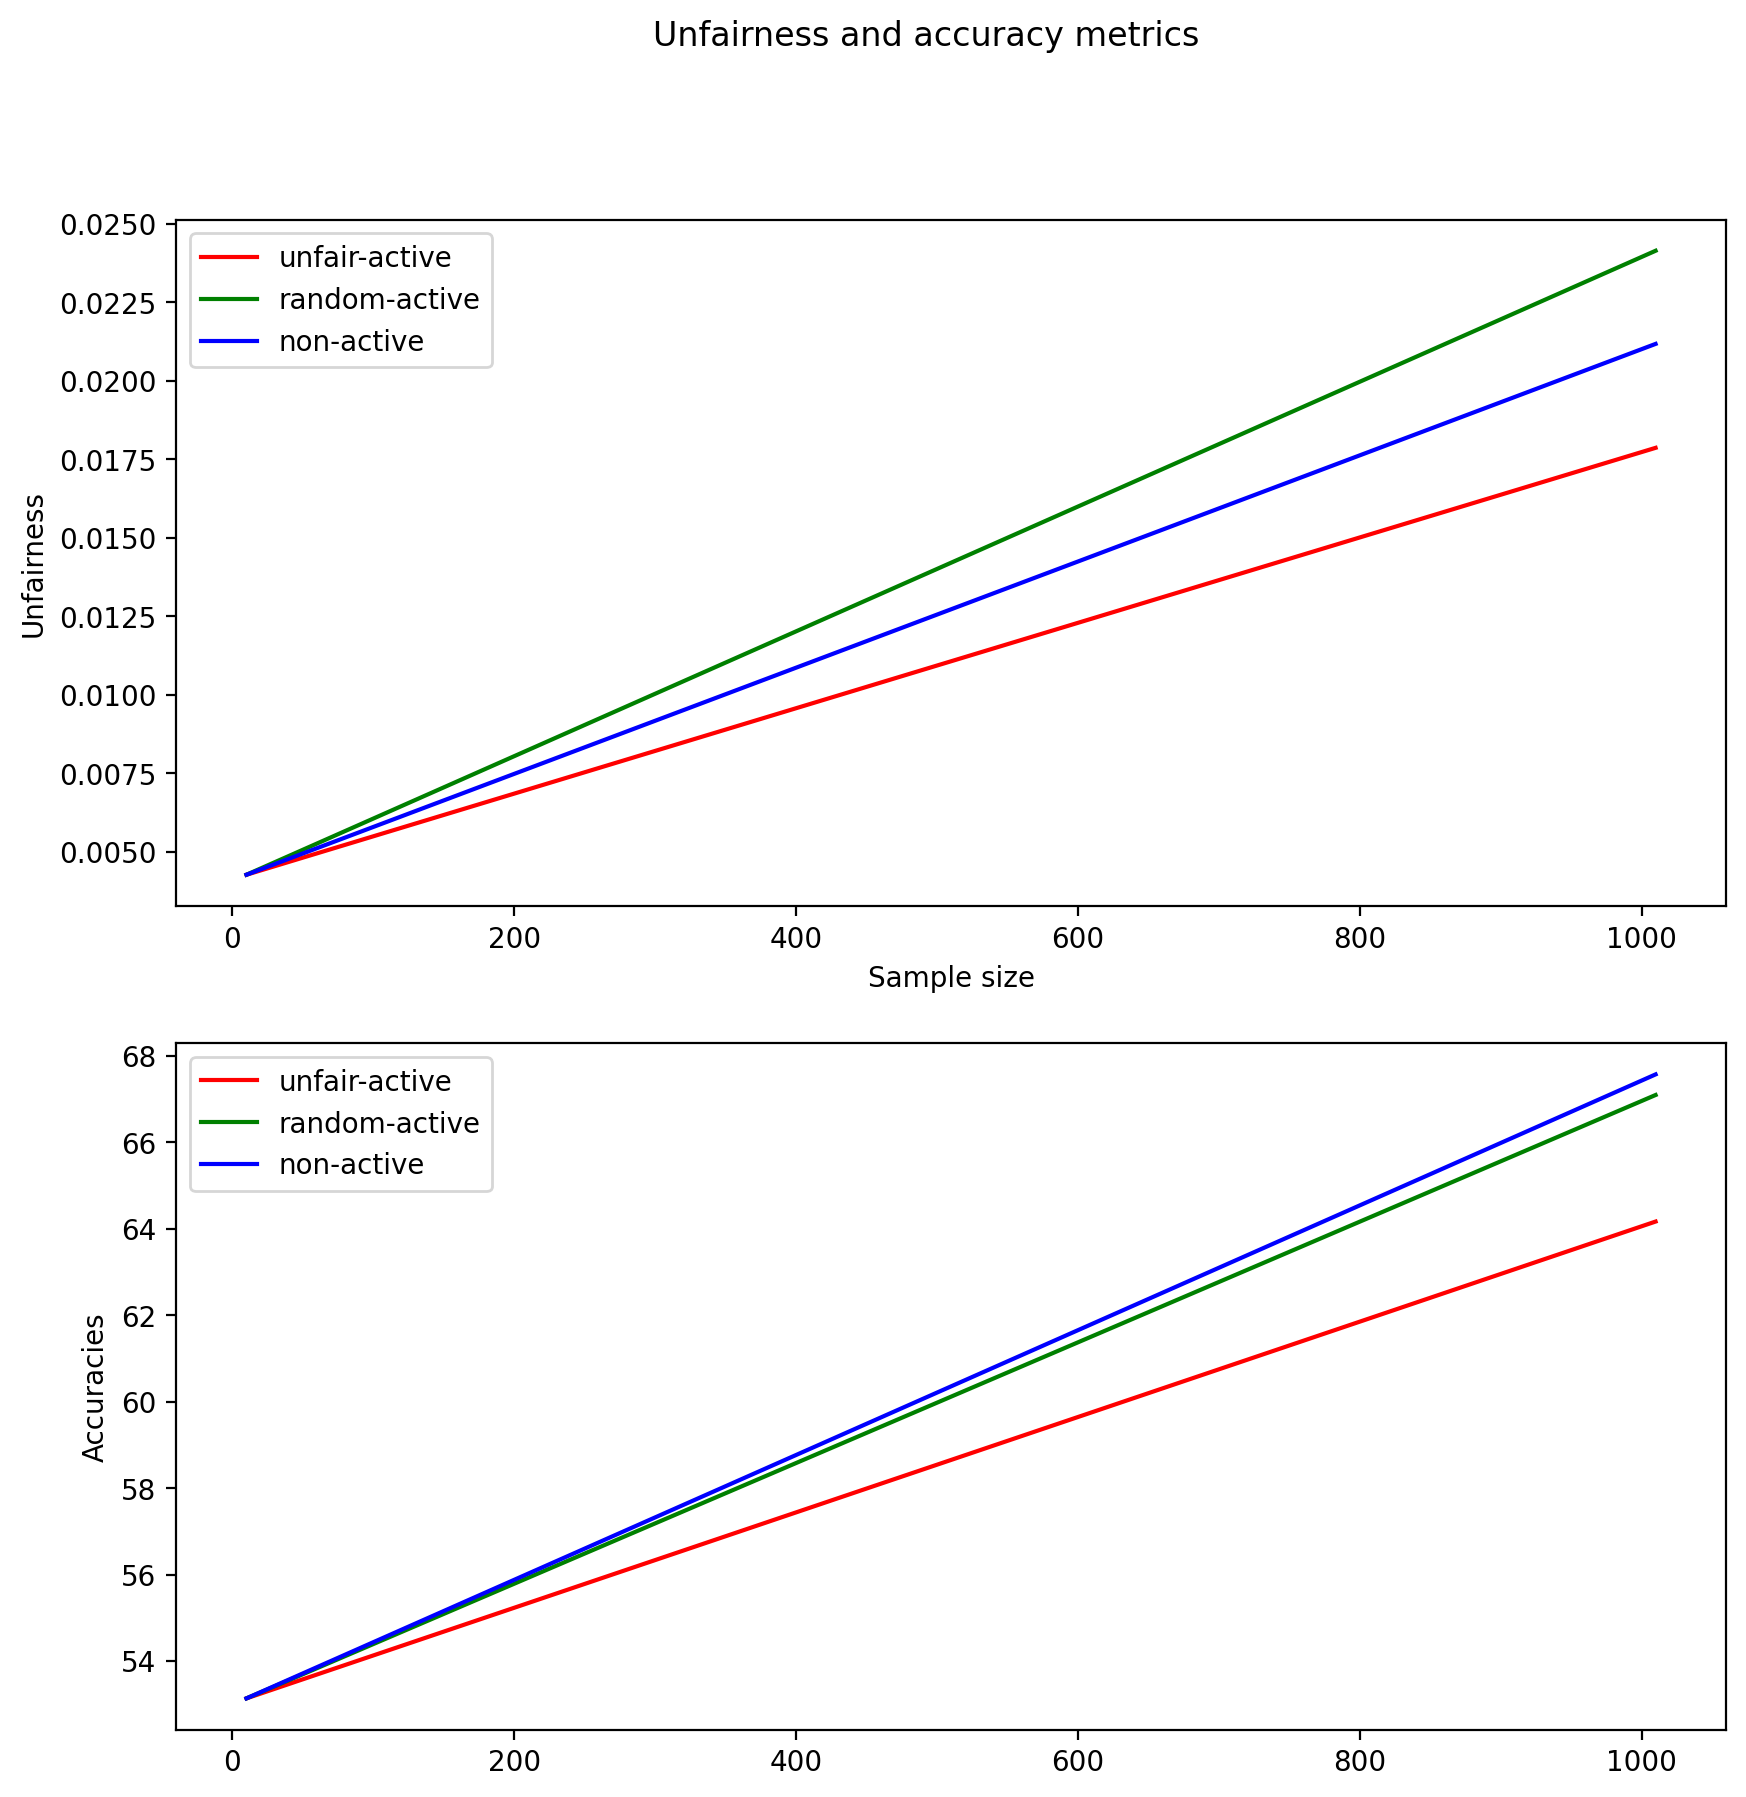 Unfairness and accuracy metrics
0.0250
0.0225
0.0200
0.0175
0.0150
0.0125
0.0100
0.0075
0.0050
Unfairness
unfair-active
random-active
non-active
0 200 400 600 800 1000
Sample size
68
66
64
62
60
58
56
54
Accuracies
unfair-active
random-active
non-active
0 200 400 600 800 1000